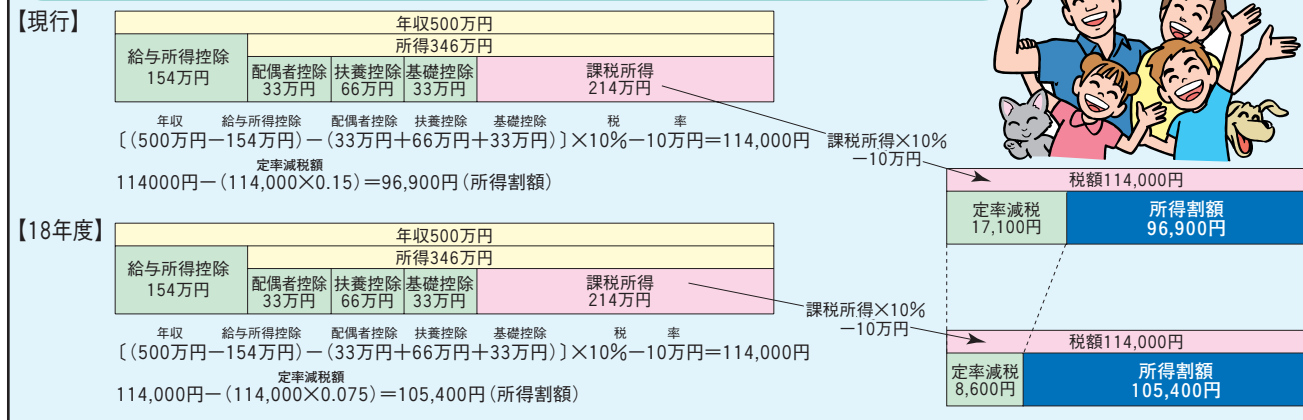 【現行】
年収500万円
所得346万円
給与所得控除
154万円
配偶者控除
33万円
扶養控除
66万円
基礎控除
33万円
課税所得
214万円
年収 給与所得控除 配偶者控除 扶養控除 基礎控除 税 率
〔(500万円−154万円)−(33万円+66万円+33万円)〕×10%−10万円=114,000円
課税所得×10%
−10万円
定率減税額
114000円−(114,000×0.15)=96,900円(所得割額)
税額114,000円
定率減税
17,100円
所得割額
96,900円
【18年度】
年収500万円
所得346万円
給与所得控除
154万円
配偶者控除
33万円
扶養控除
66万円
基礎控除
33万円
課税所得
214万円
課税所得×10%
−10万円
年収 給与所得控除 配偶者控除 扶養控除 基礎控除 税 率
〔(500万円−154万円)−(33万円+66万円+33万円)〕×10%−10万円=114,000円
定率減税額
114,000円−(114,000×0.075)=105,400円(所得割額)
税額114,000円
定率減税
8,600円
所得割額
105,400円